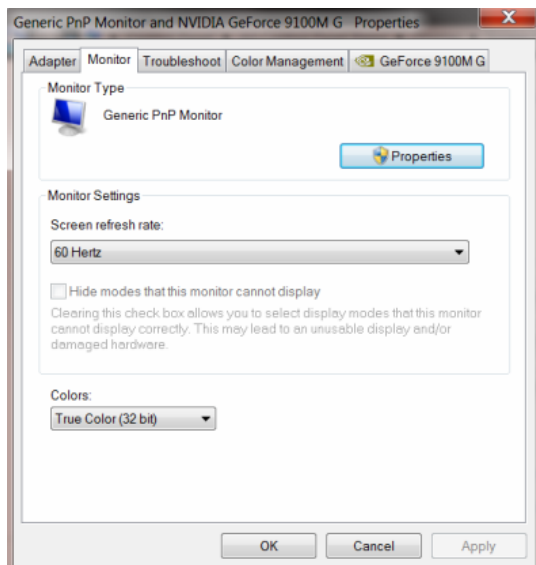 Generic PnP Monitor and NVIDIA GeForce 9100M G Properties
Adapter Monitor Troubleshoot Color Management GeForce 9100M G
Monitor Type
Generic PnP Monitor
Properties
Monitor Settings
Screen refresh rate:
60 Hertz
Hide modes that this monitor cannot display
Clearing this check box allows you to select display modes that this monitor
cannot display correctly. This may lead to an unusable display and/or
damaged hardware.
Colors:
True Color (32 bit)
OK Cancel Apply